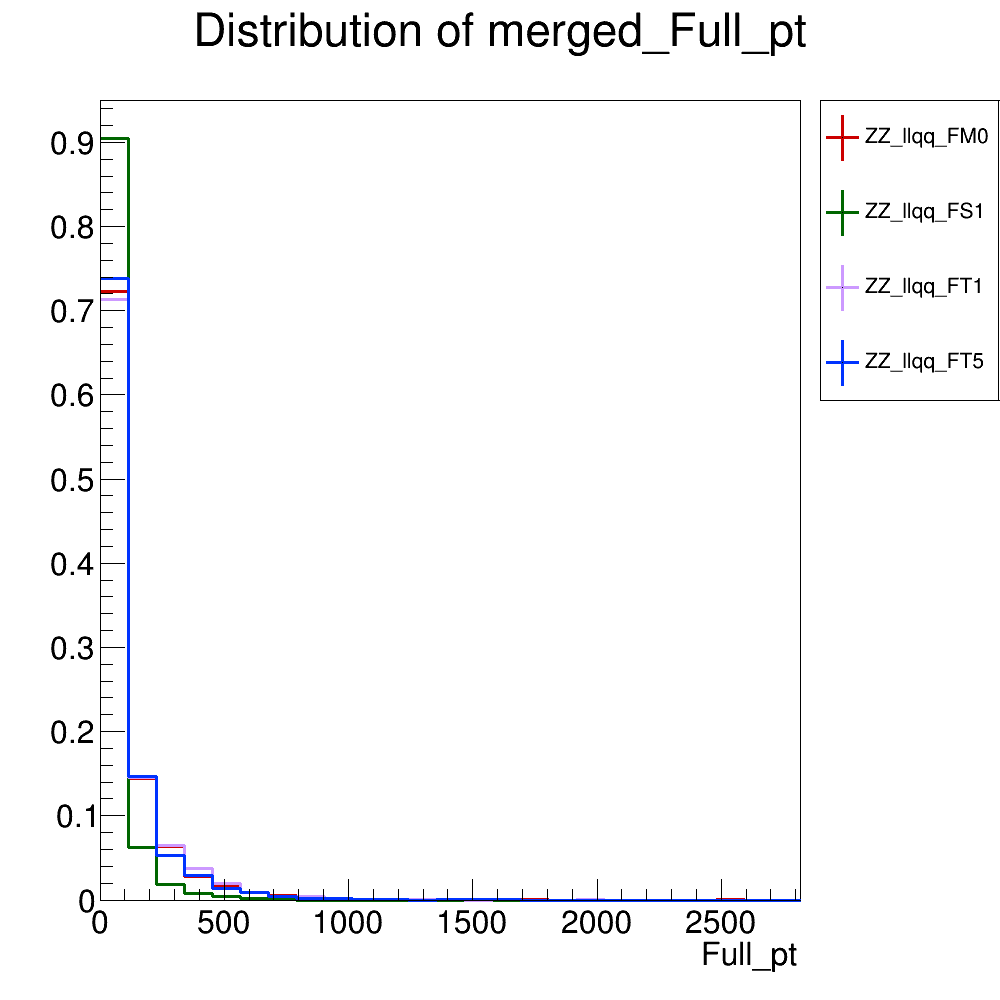 Distribution of merged_Full_pt
0.9
0.8
0.7
0.6
0.5
0.4
0.3
0.2
0.1
0
0 500 1000 1500 2000 2500
Full_pt
ZZ_llqq_FM0
ZZ_llqq_FS1
ZZ_llqq_FT1
ZZ_llqq_FT5